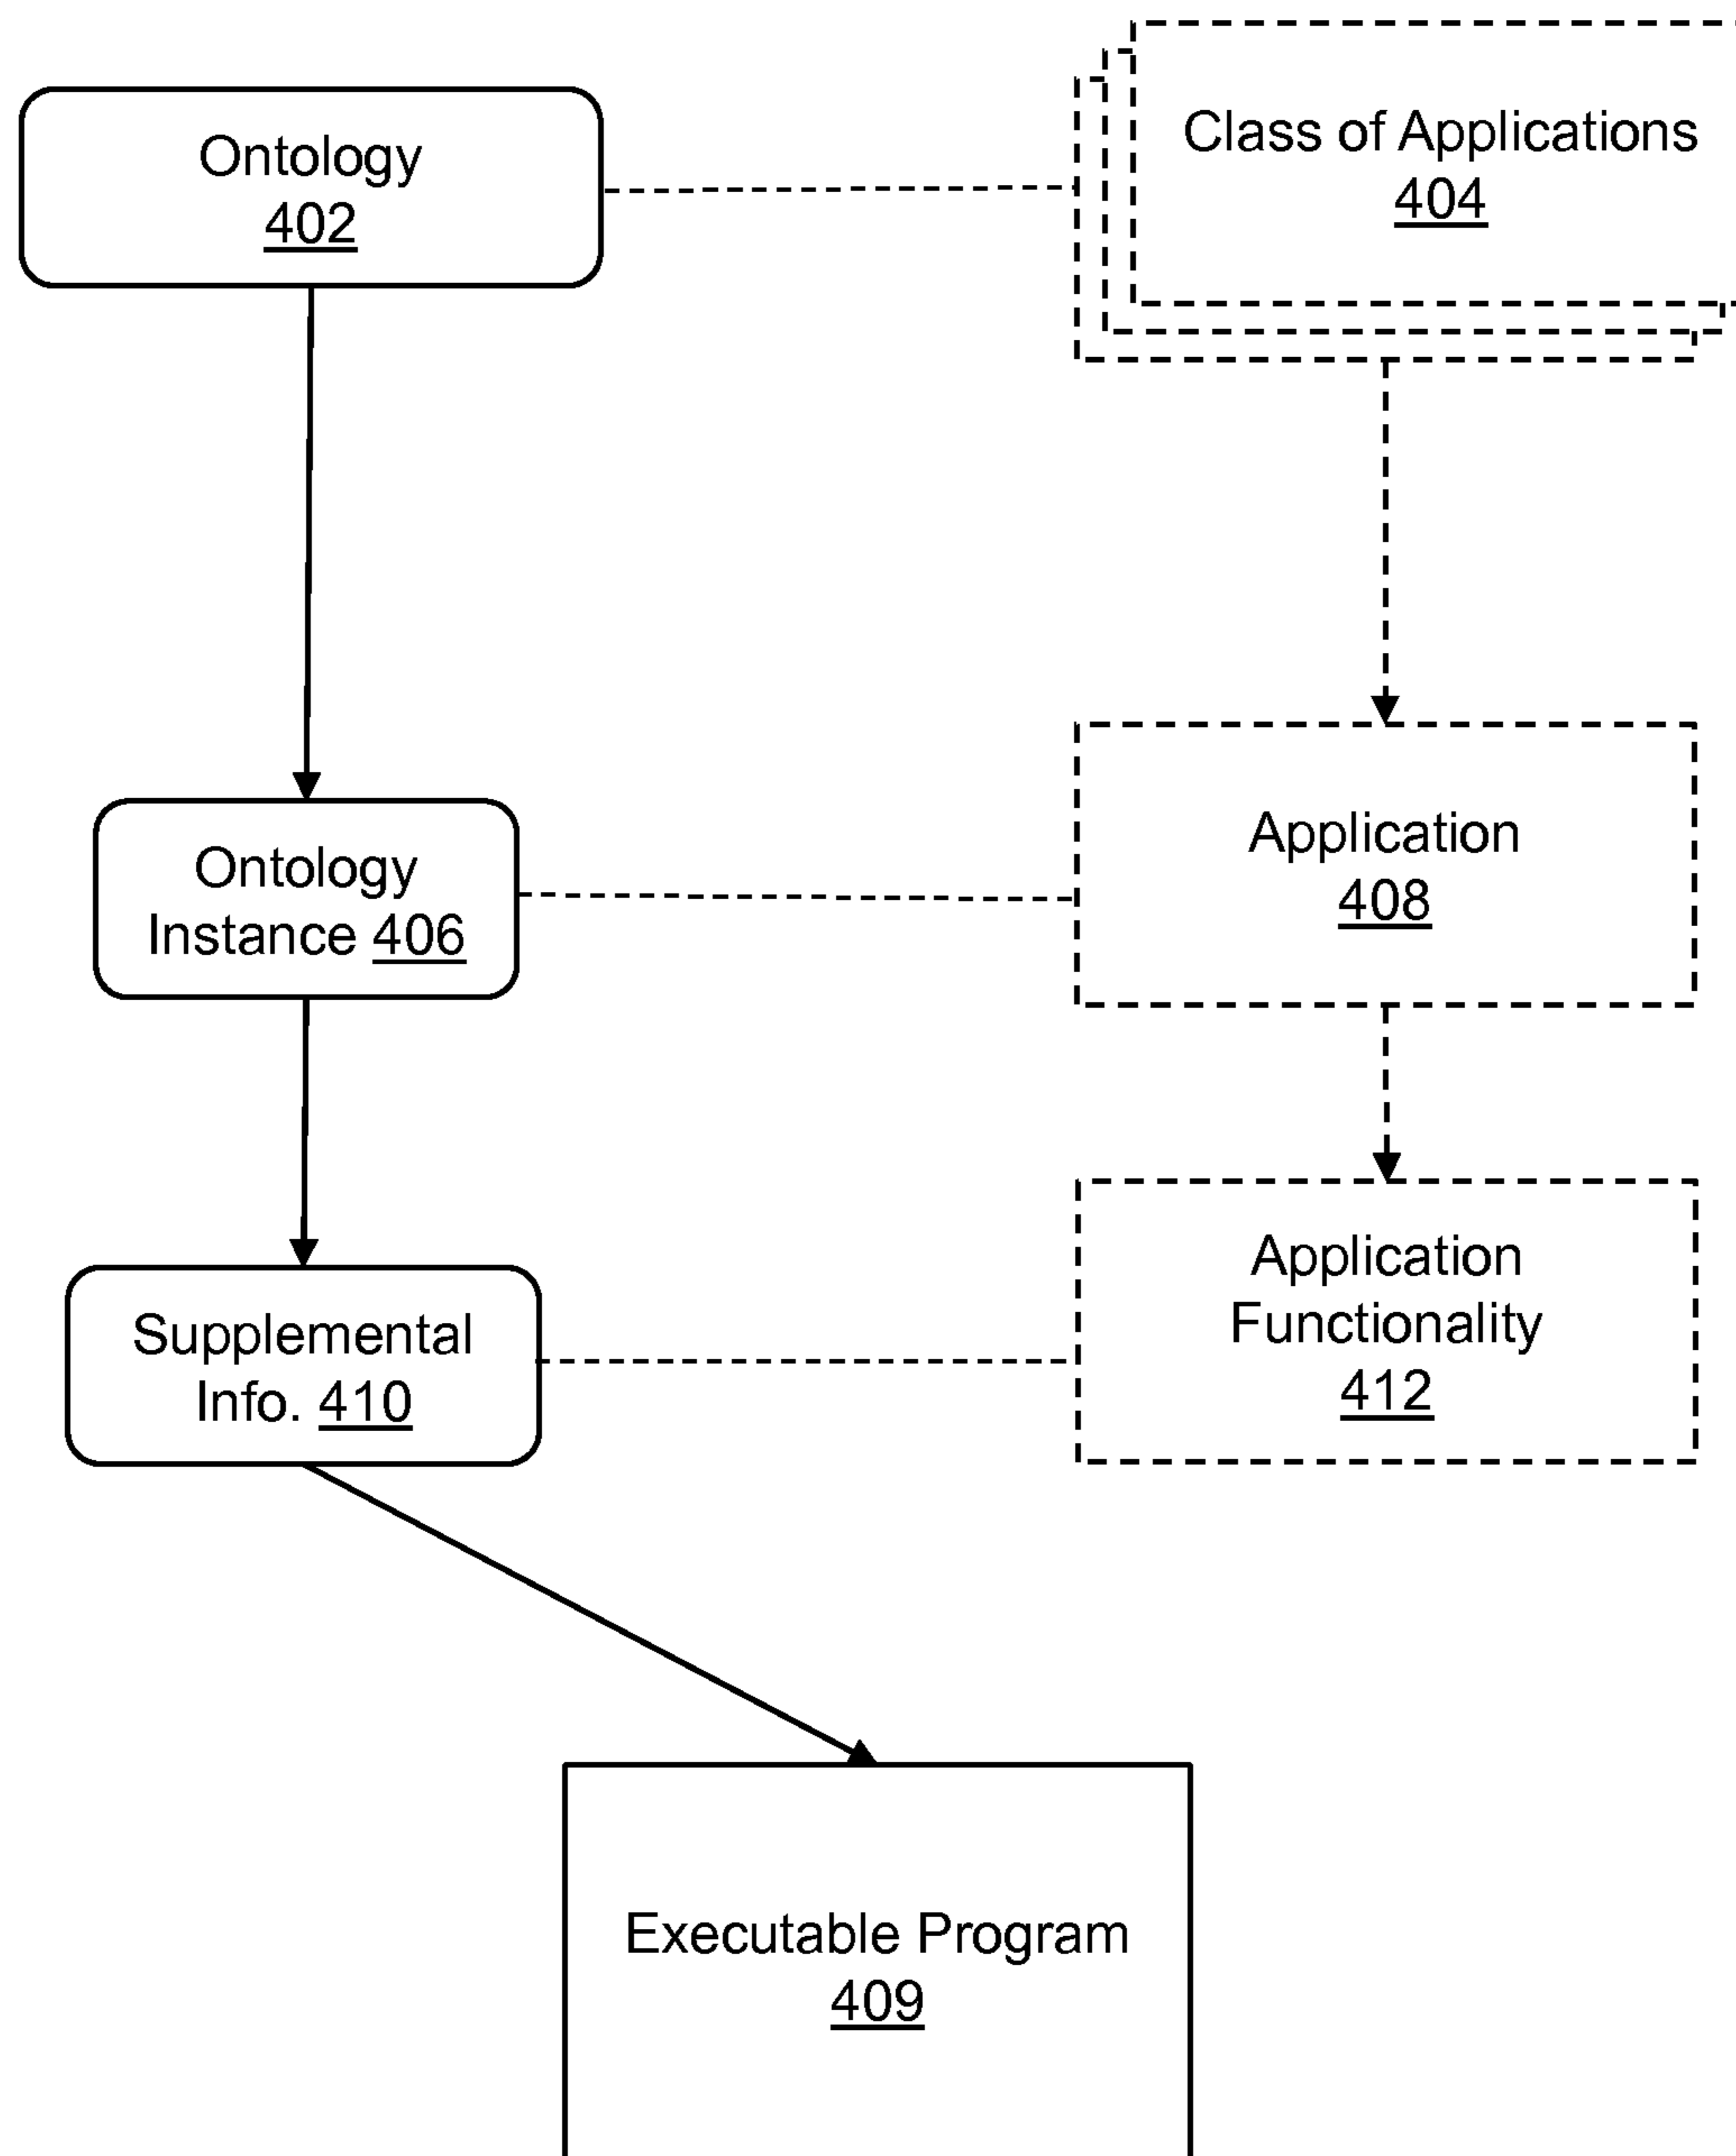 Ontology
402
Class of Applications
404
Ontology
Instance 406
Application
408
Supplemental
Info. 410
Application
Functionality
412
Executable Program
409